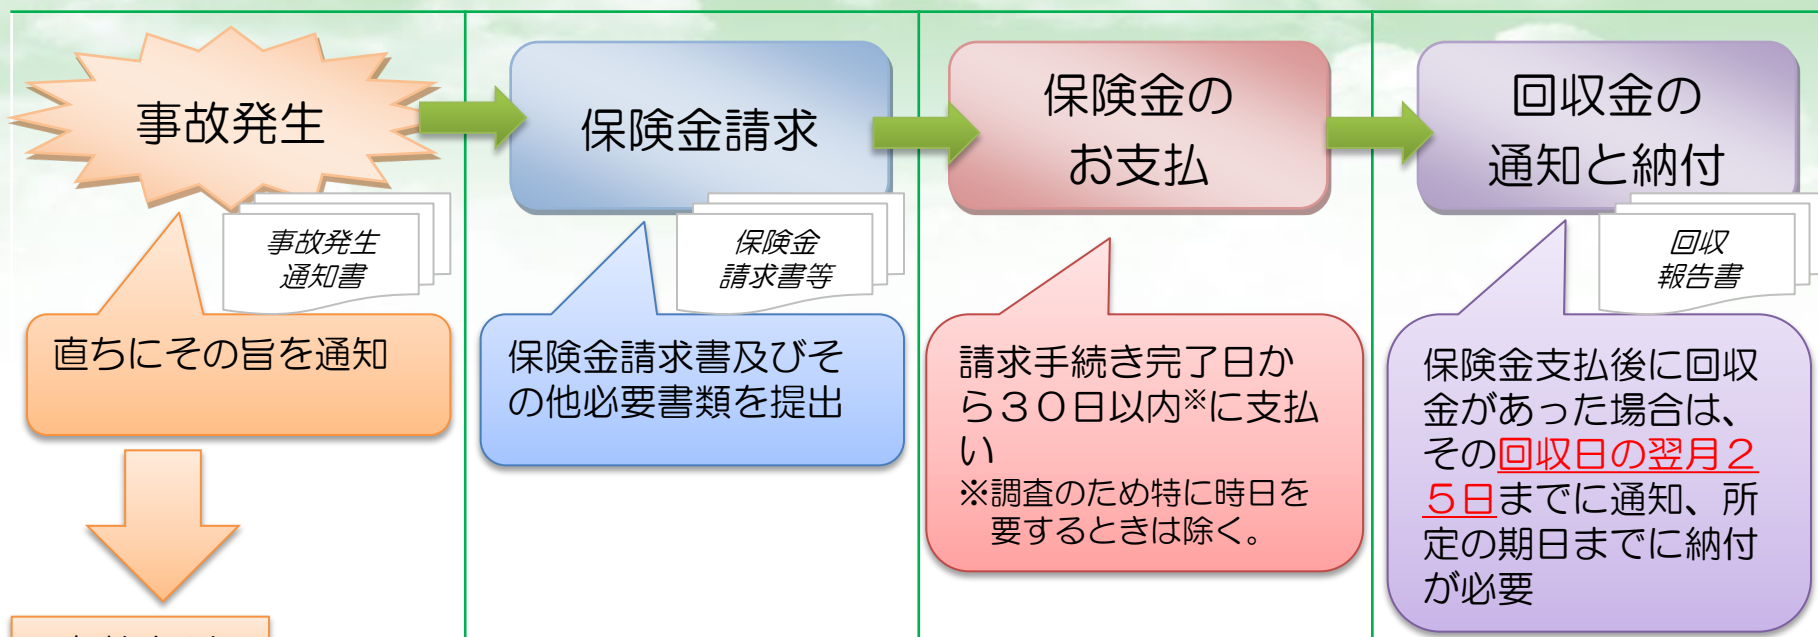 事故発生
事故発生
通知書
直ちにその旨を通知
保険金請求
保険金
請求書等
保険金請求書及びそ
の他必要書類を提出
保険金の
お支払
請求手続き完了日か
ら３０日以内※に支払
い
※調査のため特に時日を
要するときは除く。
回収金の
通知と納付
回収
報告書
保険金支払後に回収
金があった場合は、
その回収日の翌月２
５日までに通知、所
定の期日までに納付
が必要